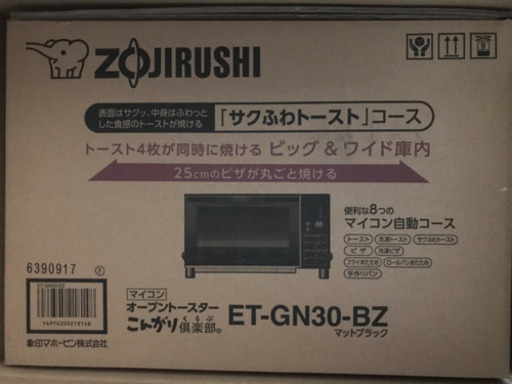 ZOJIRUSHI
表面はサクッ、中身はふわっと
した食感のトーストが焼ける
「サクふわトースト」コース
トースト4枚が同時に焼ける ビッグ&ワイド庫内
25cmのピザが丸ごと焼ける
便利な8つの
マイコン自動コース
トースト 冷凍トースト サクふわトースト
ピザ 冷凍ピザ
フライあたため ロールパンあたため
手作りパン
6390917
ET-GN30-BZ
象印マホービン株式会社
マイコン
オーブントースター
こんがり倶楽部
くらぶ
ET-GN30-BZ
マットブラック